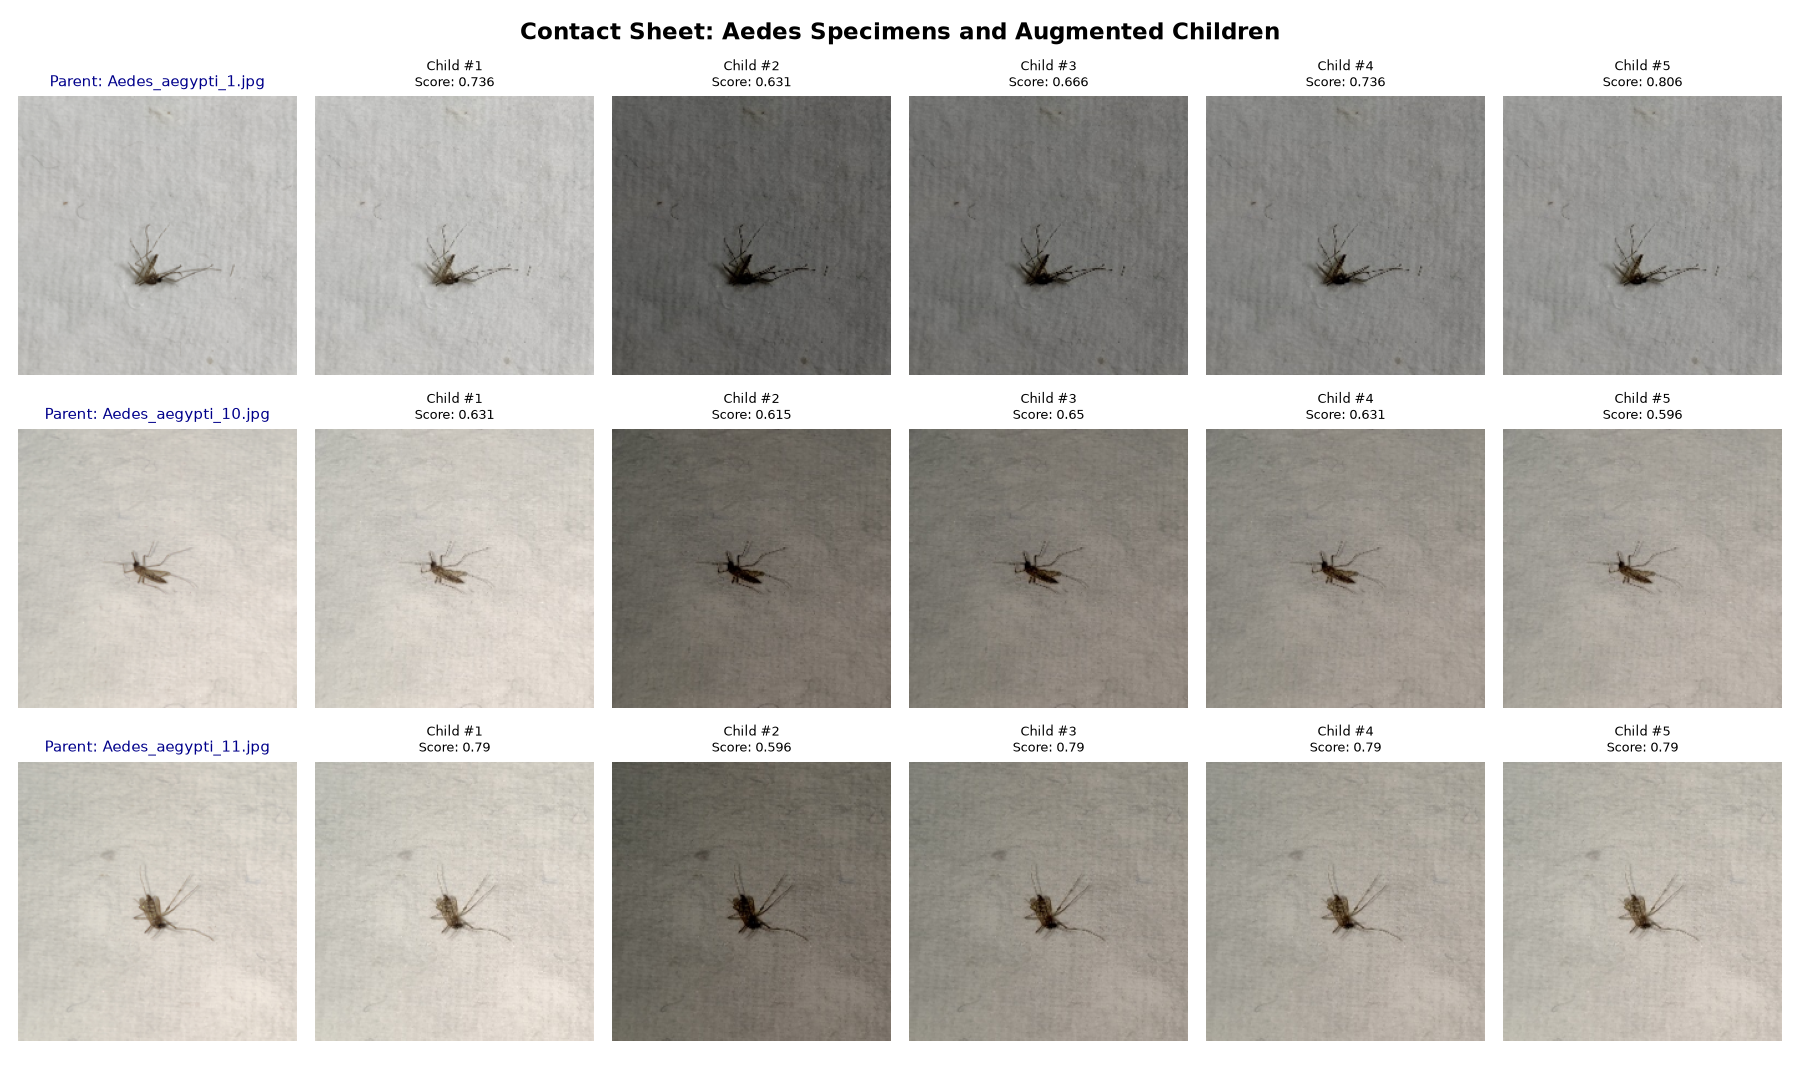 Contact Sheet: Aedes Specimens and Augmented Children
Parent: Aedes_aegypti_1.jpg
Child #1
Score: 0.736
Child #2
Score: 0.631
Child #3
Score: 0.666
Child #4
Score: 0.736
Child #5
Score: 0.806
Parent: Aedes_aegypti_10.jpg
Child #1
Score: 0.631
Child #2
Score: 0.615
Child #3
Score: 0.65
Child #4
Score: 0.631
Child #5
Score: 0.596
Parent: Aedes_aegypti_11.jpg
Child #1
Score: 0.79
Child #2
Score: 0.596
Child #3
Score: 0.79
Child #4
Score: 0.79
Child #5
Score: 0.79